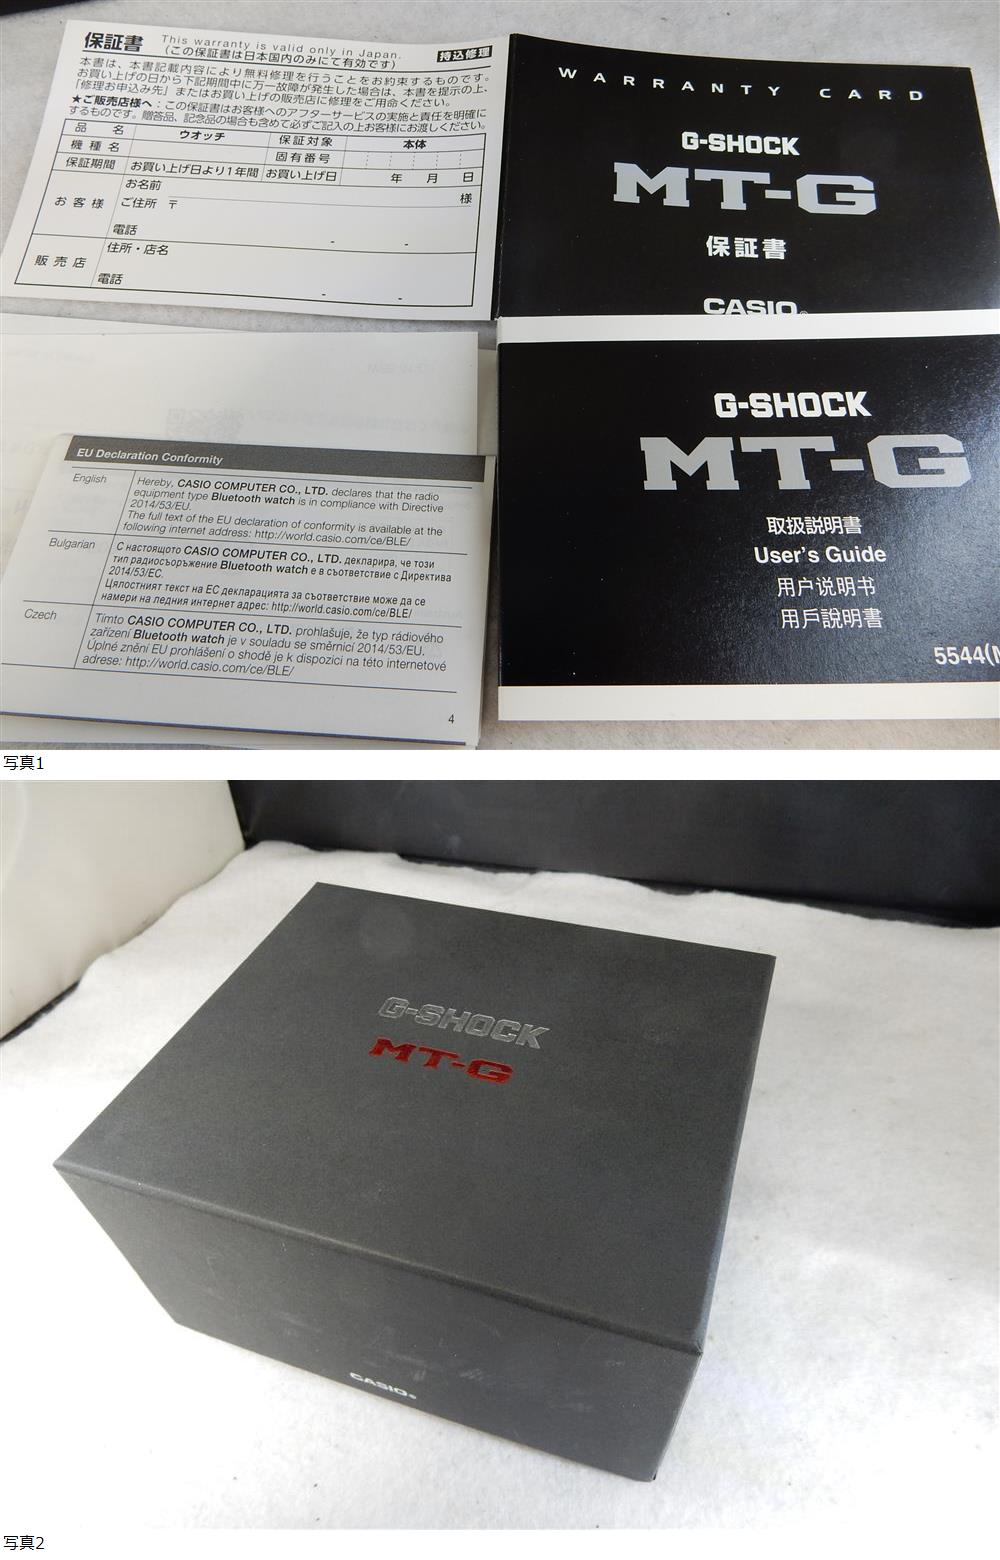 保証書
This warranty is valid only in Japan.
(この保証書は日本国内のみにて有効です)
持込修理
本書は、本書記載内容により無料修理を行うことをお約束するものです。
お買い上げの日から下記期間中に万一故障が発生した場合は、本書を提示の上、
「修理お申込み先」またはお買い上げの販売店に修理をご用命ください。
★ご販売店様へ:この保証書はお客様へのアフターサービスの実施と責任を明確に
するものです。贈答品、記念品の場合も含めて必ずご記入の上お客様にお渡しください。
品名 ウオッチ 保証対象 本体
機種名 固有番号
保証期間 お買い上げ日より1年間 お買い上げ日 年 月 日
お客様 お名前 様
ご住所 〒
電話 - -
販売店 住所・店名
電話 - -
WARRANTY CARD
G-SHOCK
MT-G
保証書
CASIO®
EU Declaration Conformity
English
Hereby, CASIO COMPUTER CO., LTD. declares that the radio
equipment type Bluetooth watch is in compliance with Directive
2014/53/EU.
The full text of the EU declaration of conformity is available at the
following internet address: http://world.casio.com/ce/BLE/
Bulgarian
С настоящото CASIO COMPUTER CO., LTD. декларира, че този
тип радиосъоръжение Bluetooth watch е в съответствие с Директива
2014/53/ЕС.
Цялостният текст на ЕС декларацията за съответствие може да се
намери на ледния интернет адрес: http://world.casio.com/ce/BLE/
Czech
Tímto CASIO COMPUTER CO., LTD. prohlašuje, že typ rádiového
zařízení Bluetooth watch je v souladu se směrnicí 2014/53/EU.
Úplné znění EU prohlášení o shodě je k dispozici na této internetové
adrese: http://world.casio.com/ce/BLE/
4
G-SHOCK
MT-G
取扱説明書
User's Guide
用户说明书
用戶說明書
5544(
写真1
G-SHOCK
MT-G
CASIO®
写真2